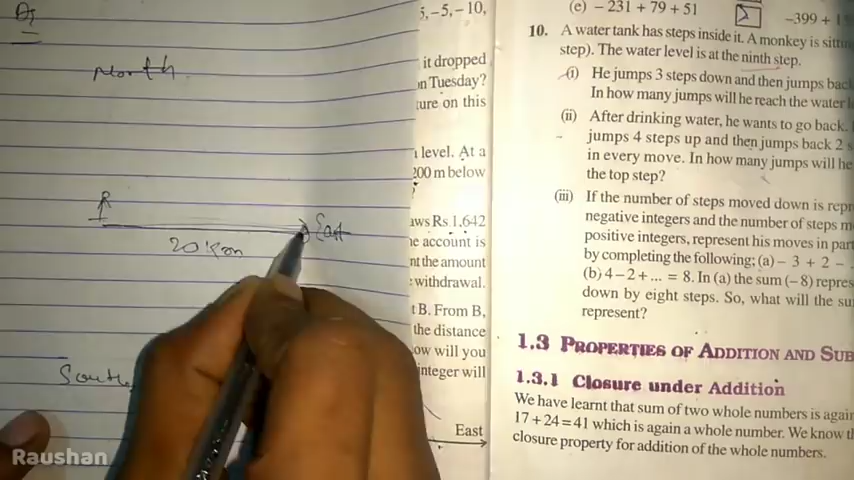 North
20 Km
East
South
5, -5, -10,
it dropped
on Tuesday?
ture on this
level. At a
200 m below
aws Rs 1,642
e account is
nt the amount
withdrawal.
t B. From B,
the distance
ow will you
integer will
East
(e) - 231 + 79 + 51
-399 + 1
10. A water tank has steps inside it. A monkey is sittin
step). The water level is at the ninth step.
(i) He jumps 3 steps down and then jumps back
In how many jumps will he reach the water
(ii) After drinking water, he wants to go back.
jumps 4 steps up and then jumps back 2 s
in every move. In how many jumps will he
the top step?
(iii) If the number of steps moved down is repr
negative integers and the number of steps m
positive integers, represent his moves in part
by completing the following; (a) – 3 + 2 –
(b) 4 – 2 + ... = 8. In (a) the sum (– 8) repres
down by eight steps. So, what will the su
represent?
1.3 PROPERTIES OF ADDITION AND SUB
1.3.1 Closure under Addition
We have learnt that sum of two whole numbers is again
17 + 24 = 41 which is again a whole number. We know th
closure property for addition of the whole numbers.
Raushan